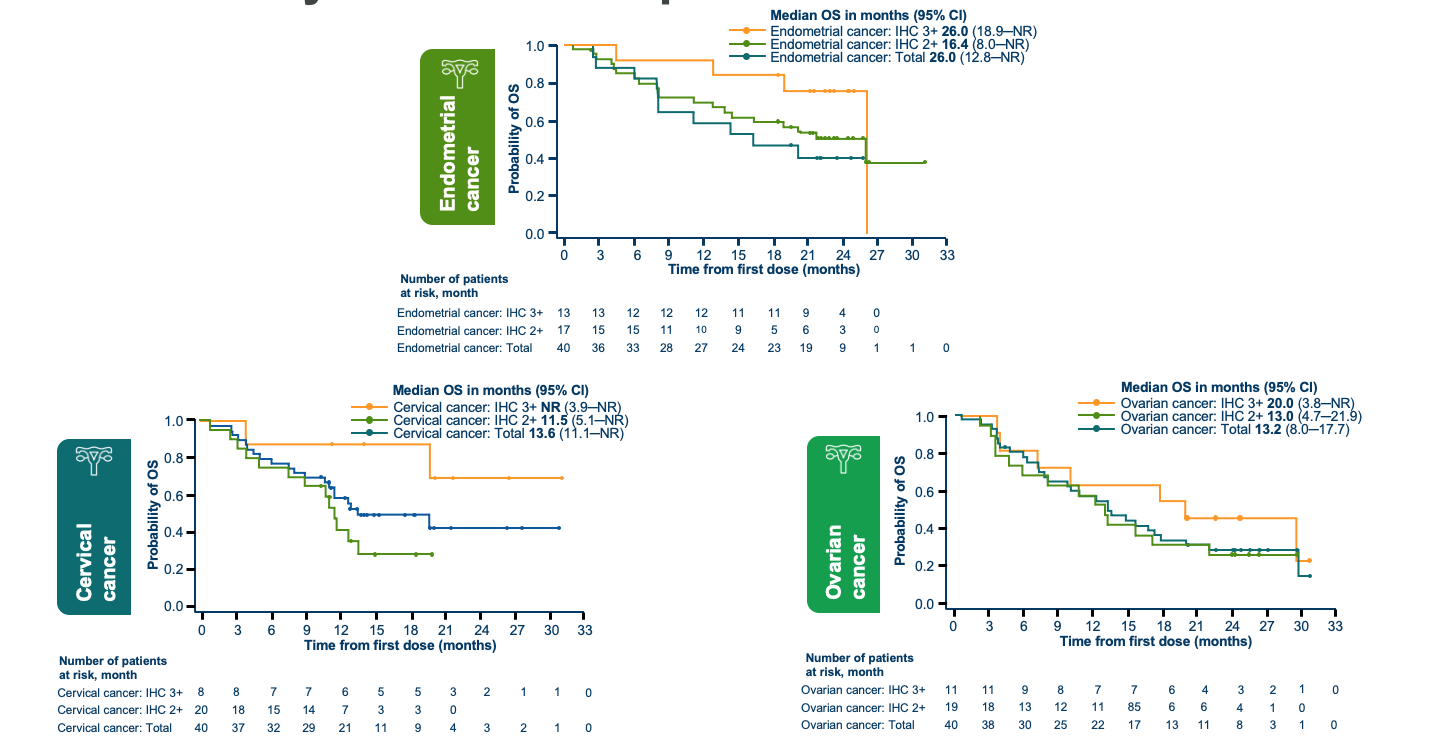 Median OS in months (95% CI)
Endometrial cancer: IHC 3+ 26.0 (18.9–NR)
Endometrial cancer: IHC 2+ 16.4 (8.0–NR)
Endometrial cancer: Total 26.0 (12.8–NR)
Endometrial
cancer
Probability of OS
1.0
0.8
0.6
0.4
0.2
0.0
0 3 6 9 12 15 18 21 24 27 30 33
Time from first dose (months)
Number of patients
at risk, month
Endometrial cancer: IHC 3+ 13 13 12 12 12 11 11 9 4 0
Endometrial cancer: IHC 2+ 17 15 15 11 10 9 5 6 3 0
Endometrial cancer: Total 40 36 33 28 27 24 23 19 9 1 1 0
Median OS in months (95% CI)
Cervical cancer: IHC 3+ NR (3.9–NR)
Cervical cancer: IHC 2+ 11.5 (5.1–NR)
Cervical cancer: Total 13.6 (11.1–NR)
Cervical
cancer
Probability of OS
1.0
0.8
0.6
0.4
0.2
0.0
0 3 6 9 12 15 18 21 24 27 30 33
Time from first dose (months)
Number of patients
at risk, month
Cervical cancer: IHC 3+ 8 8 7 7 6 5 5 3 2 1 1 0
Cervical cancer: IHC 2+ 20 18 15 14 7 3 3 0
Cervical cancer: Total 40 37 32 29 21 11 9 4 3 2 1 0
Median OS in months (95% CI)
Ovarian cancer: IHC 3+ 20.0 (3.8–NR)
Ovarian cancer: IHC 2+ 13.0 (4.7–21.9)
Ovarian cancer: Total 13.2 (8.0–17.7)
Ovarian
cancer
Probability of OS
1.0
0.8
0.6
0.4
0.2
0.0
0 3 6 9 12 15 18 21 24 27 30 33
Time from first dose (months)
Number of patients
at risk, month
Ovarian cancer: IHC 3+ 11 11 9 8 7 7 6 4 3 2 1 0
Ovarian cancer: IHC 2+ 19 18 13 12 11 85 6 6 4 1 0
Ovarian cancer: Total 40 38 30 25 22 17 13 11 8 3 1 0